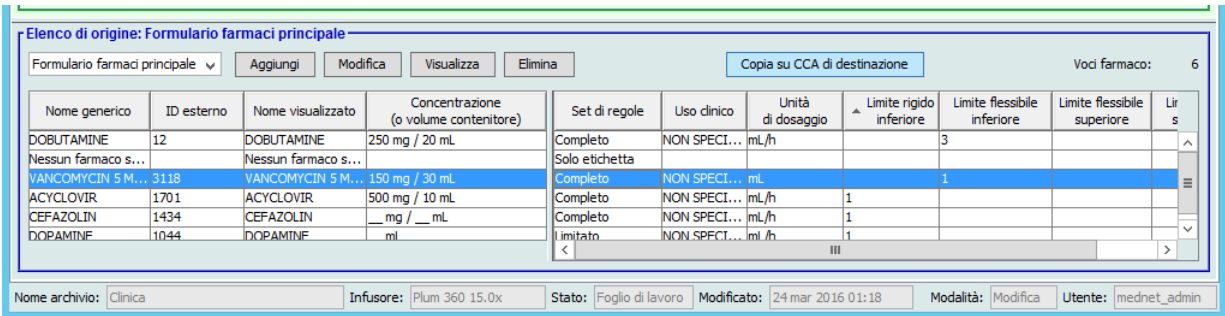 Elenco di origine: Formulario farmaci principale
Formulario farmaci principale Aggiungi Modifica Visualizza Elimina Copia su CCA di destinazione Voci farmaco: 6
Nome generico ID esterno Nome visualizzato Concentrazione (o volume contenitore) Set di regole Uso clinico Unità di dosaggio Limite rigido inferiore Limite flessibile inferiore Limite flessibile superiore
DOBUTAMINE 12 DOBUTAMINE 250 mg / 20 mL Completo NON SPECI... mL/h 3
Nessun farmaco s... Nessun farmaco s... Solo etichetta
VANCOMYCIN 5 M... 3118 VANCOMYCIN 5 M... 150 mg / 30 mL Completo NON SPECI... mL 1
ACYCLOVIR 1701 ACYCLOVIR 500 mg / 10 mL Completo NON SPECI... mL/h 1
CEFAZOLIN 1434 CEFAZOLIN __ mg / __ mL Completo NON SPECI... mL/h 1
DOPAMINE 1044 DOPAMINE __ mL Limitato NON SPECI... mL/h 1
Nome archivio: Clinica Infusore: Plum 360 15.0x Stato: Foglio di lavoro Modificato: 24 mar 2016 01:18 Modalità: Modifica Utente: mednet_admin